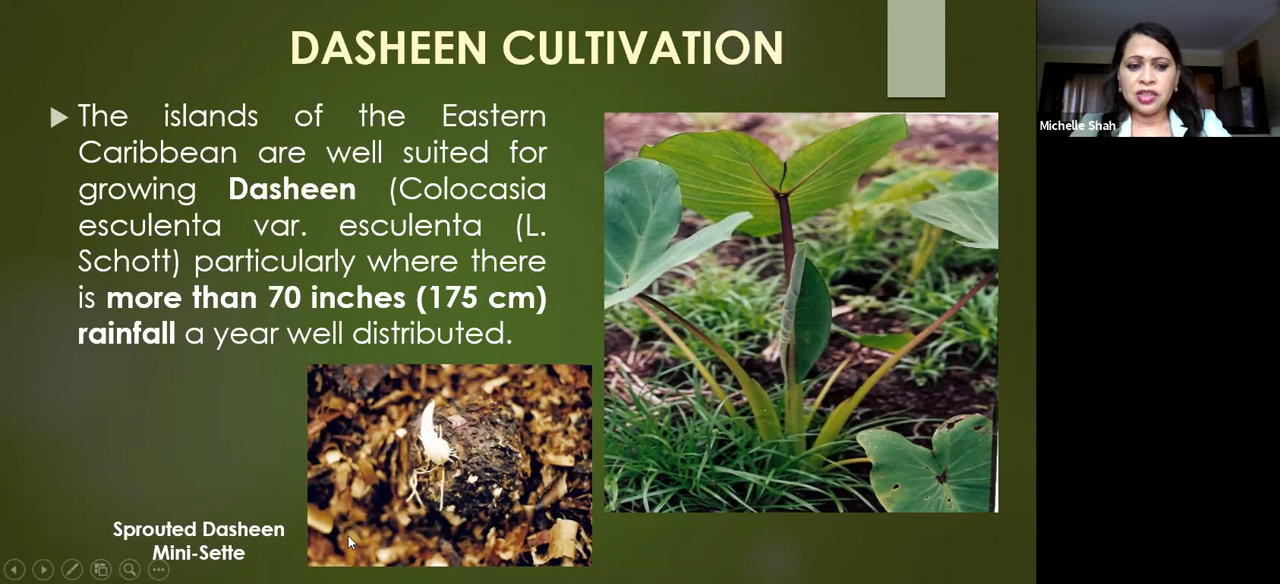 DASHEEN CULTIVATION
The islands of the Eastern
Caribbean are well suited for
growing Dasheen (Colocasia
esculenta var. esculenta (L.
Schott) particularly where there
is more than 70 inches (175 cm)
rainfall a year well distributed.
Sprouted Dasheen
Mini-Sette
Michelle Shah